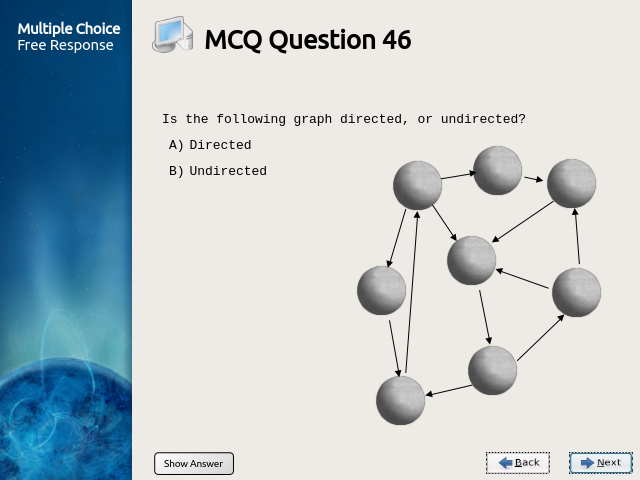 Multiple Choice
Free Response
MCQ Question 46
Is the following graph directed, or undirected?
A) Directed
B) Undirected
Show Answer
Back
Next